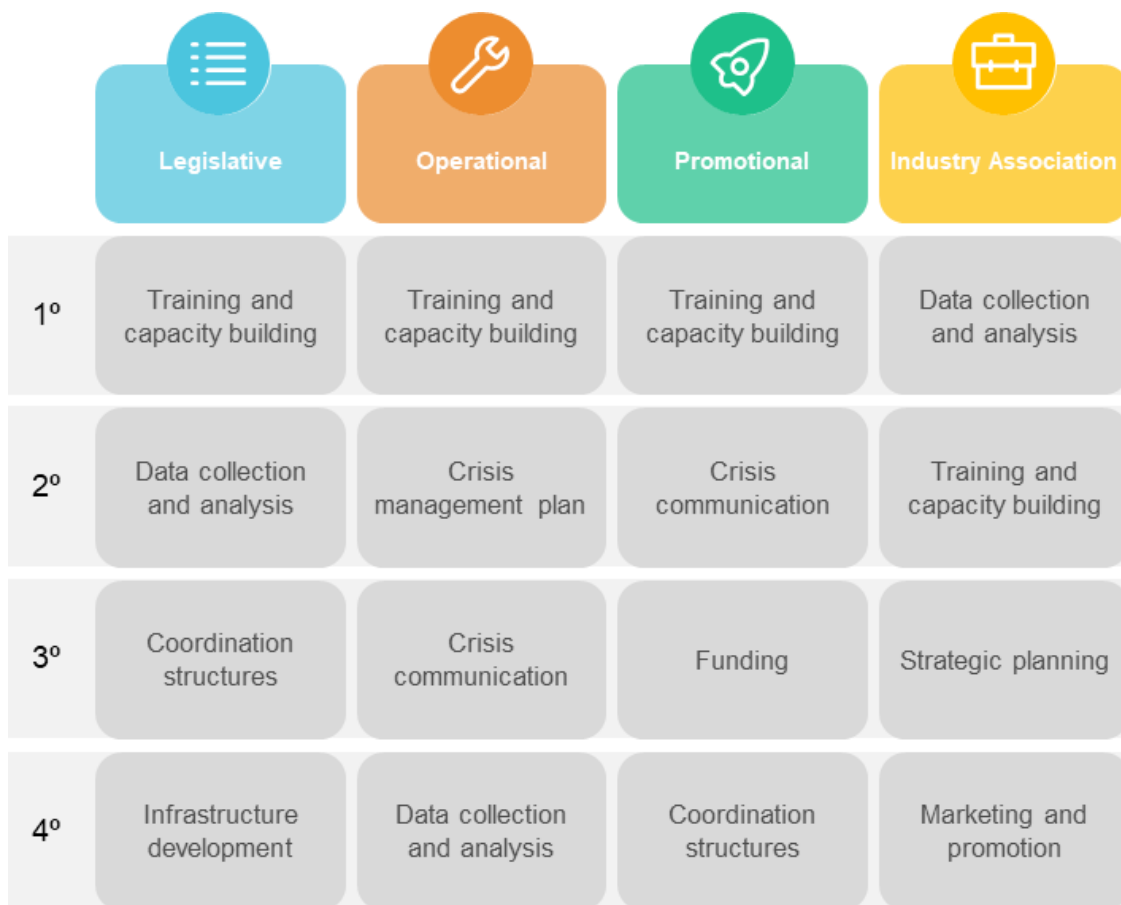 Legislative
Operational
Promotional
Industry Association
1º
Training and
capacity building
Training and
capacity building
Training and
capacity building
Data collection
and analysis
2º
Data collection
and analysis
Crisis
management plan
Crisis
communication
Training and
capacity building
3º
Coordination
structures
Crisis
communication
Funding
Strategic planning
4º
Infrastructure
development
Data collection
and analysis
Coordination
structures
Marketing and
promotion